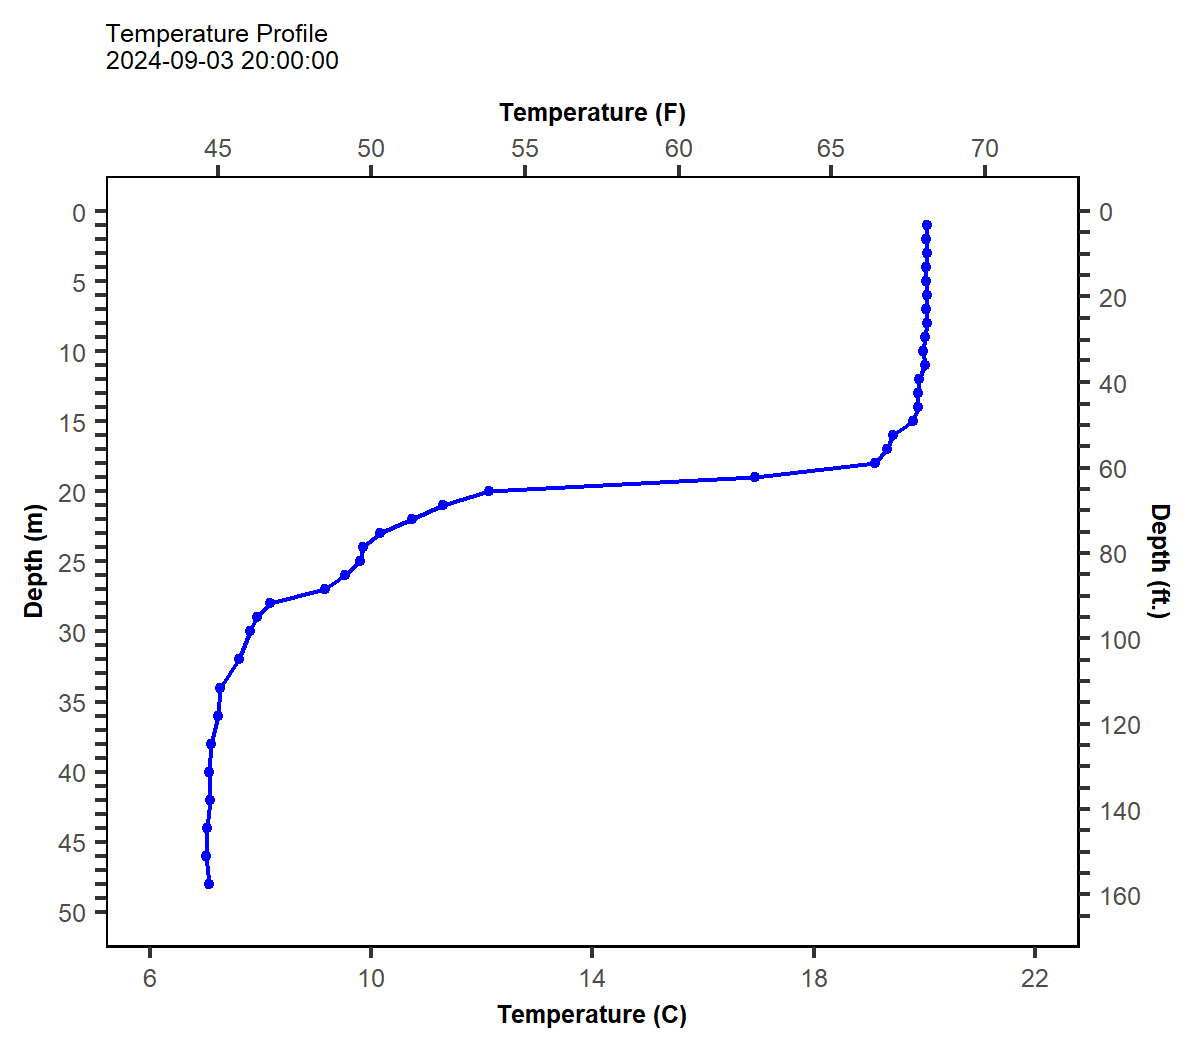 Temperature Profile
2024-09-03 20:00:00
Temperature (F)
45 50 55 60 65 70
0 0
5
20
10
40
15
60
20
Depth (m)
Depth (ft.)
80
25
30 100
35
120
40
140
45
160
50
6 10 14 18 22
Temperature (C)